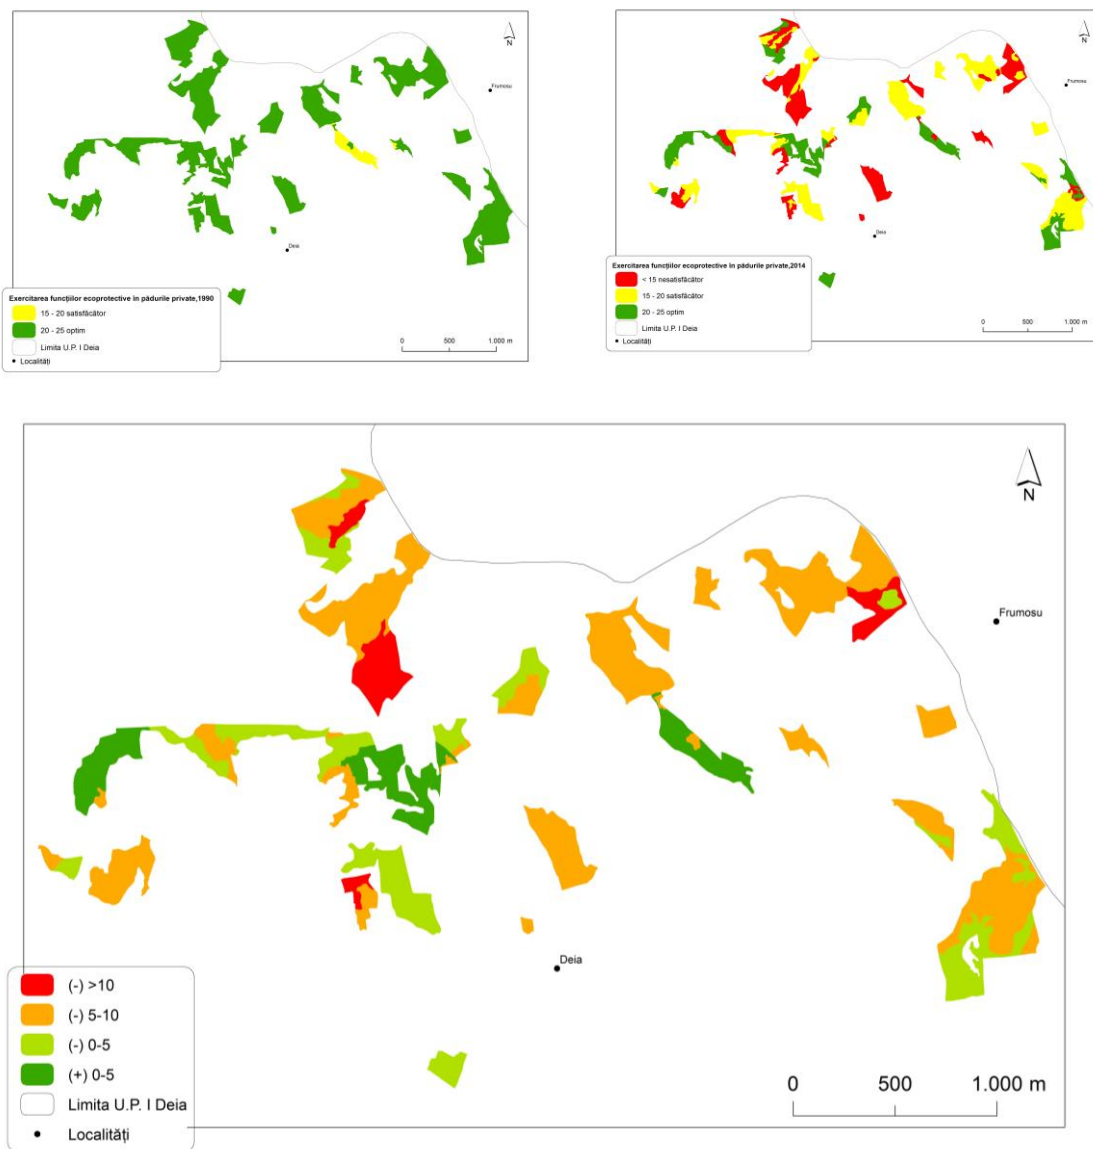 N
Frumosu
Deia
Exercitarea funcțiilor ecoprotective în pădurile private,1990
15 - 20 satisfăcător
20 - 25 optim
Limita U.P. I Deia
Localități
0 500 1.000 m
N
Frumosu
Deia
Exercitarea funcțiilor ecoprotective în pădurile private,2014
< 15 nesatisfăcător
15 - 20 satisfăcător
20 - 25 optim
Limita U.P. I Deia
Localități
0 500 1.000 m
N
Frumosu
Deia
(-) >10
(-) 5-10
(-) 0-5
(+) 0-5
Limita U.P. I Deia
Localități
0 500 1.000 m